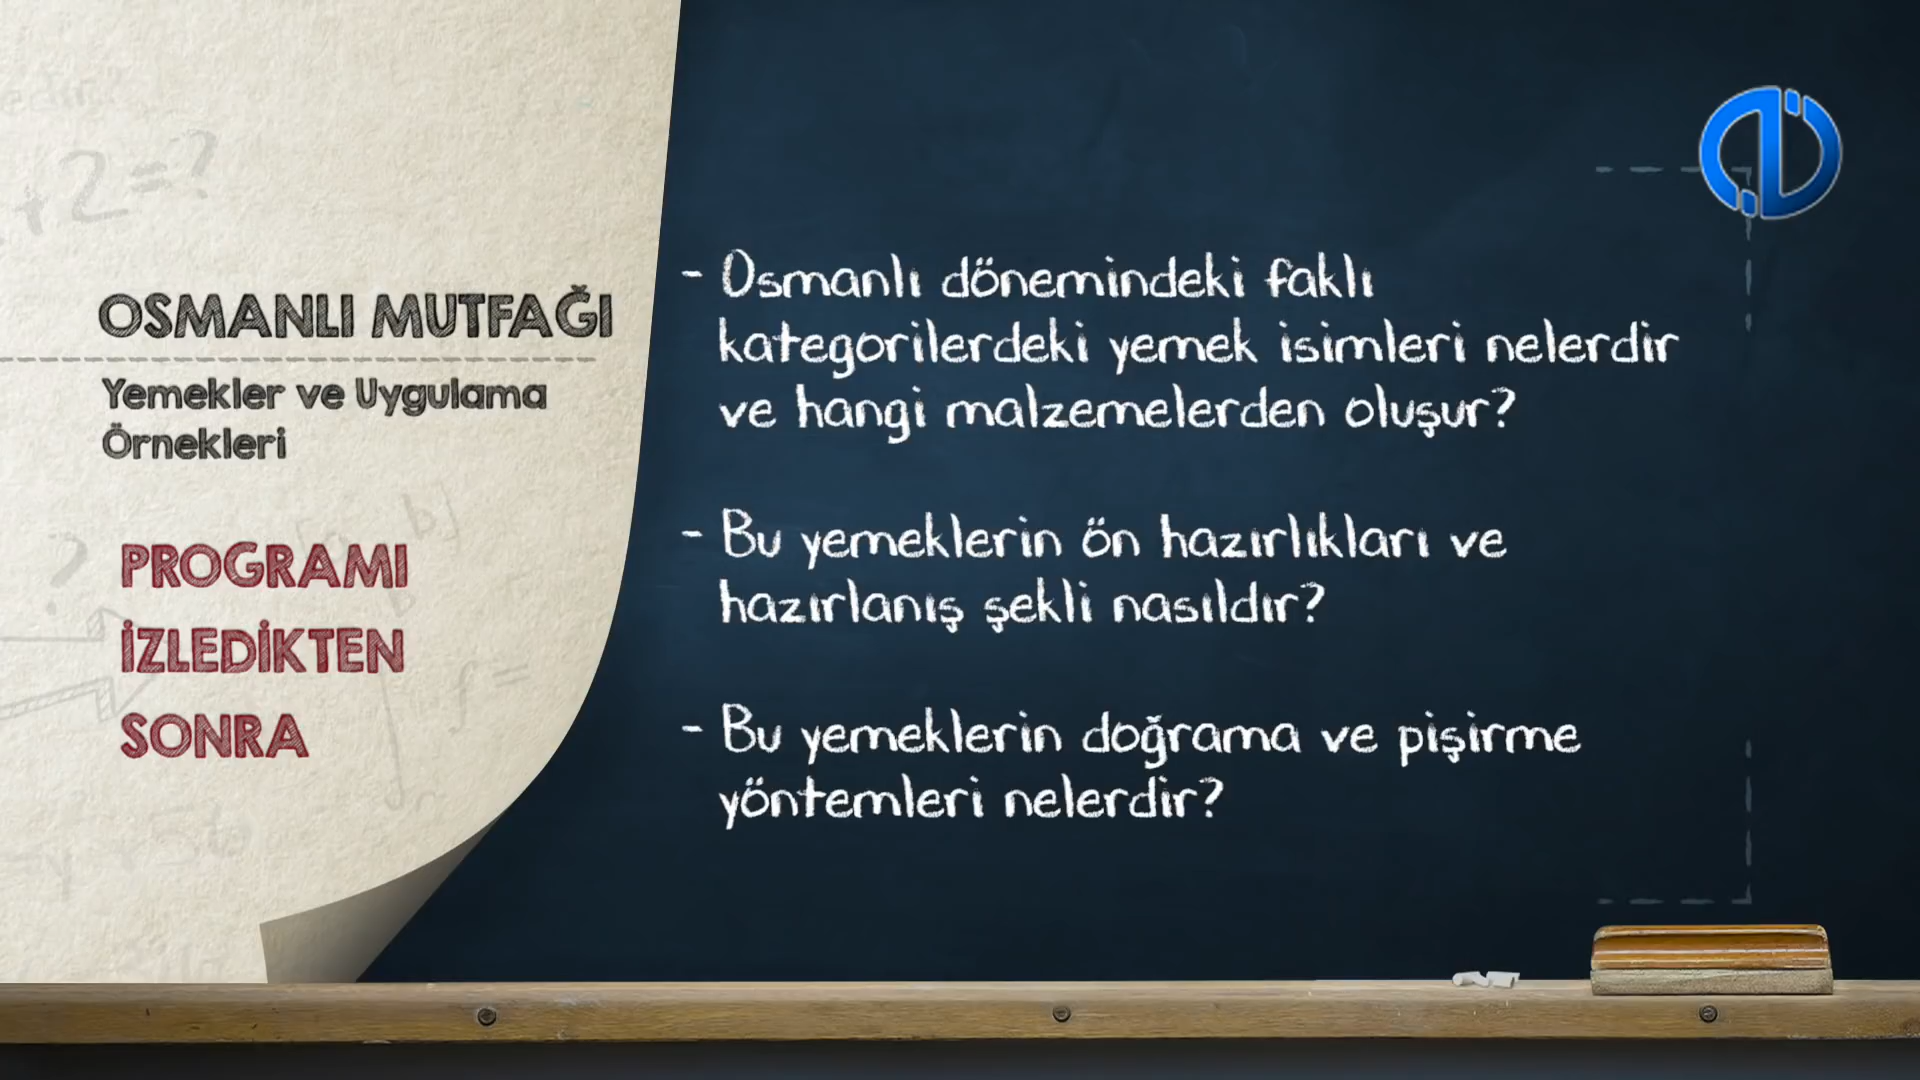 OSMANLI MUTFAĞI
Yemekler ve Uygulama
Örnekleri
PROGRAMI
İZLEDİKTEN
SONRA
- Osmanlı dönemindeki faklı
kategorilerdeki yemek isimleri nelerdir
ve hangi malzemelerden oluşur?
- Bu yemeklerin ön hazırlıkları ve
hazırlanış şekli nasıldır?
- Bu yemeklerin doğrama ve pişirme
yöntemleri nelerdir?